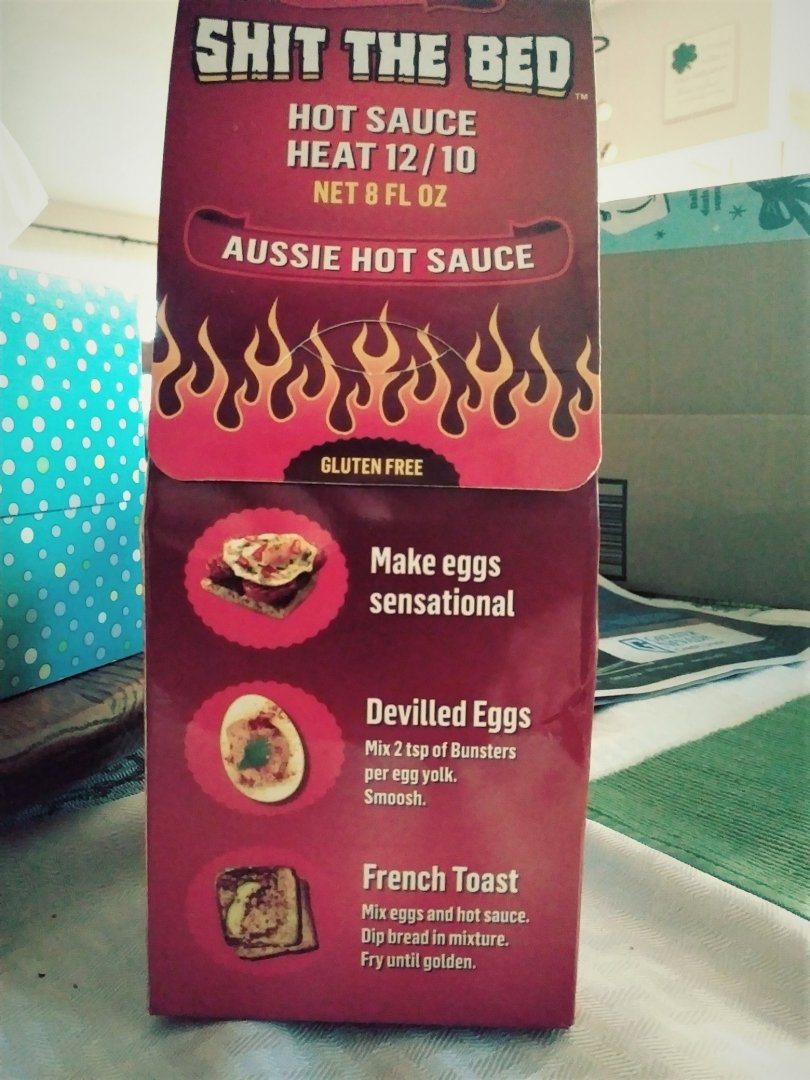 SHIT THE BED
TM
HOT SAUCE
HEAT 12/10
NET 8 FL OZ
AUSSIE HOT SAUCE
GLUTEN FREE
Make eggs
sensational
Devilled Eggs
Mix 2 tsp of Bunsters
per egg yolk.
Smoosh.
French Toast
Mix eggs and hot sauce.
Dip bread in mixture.
Fry until golden.